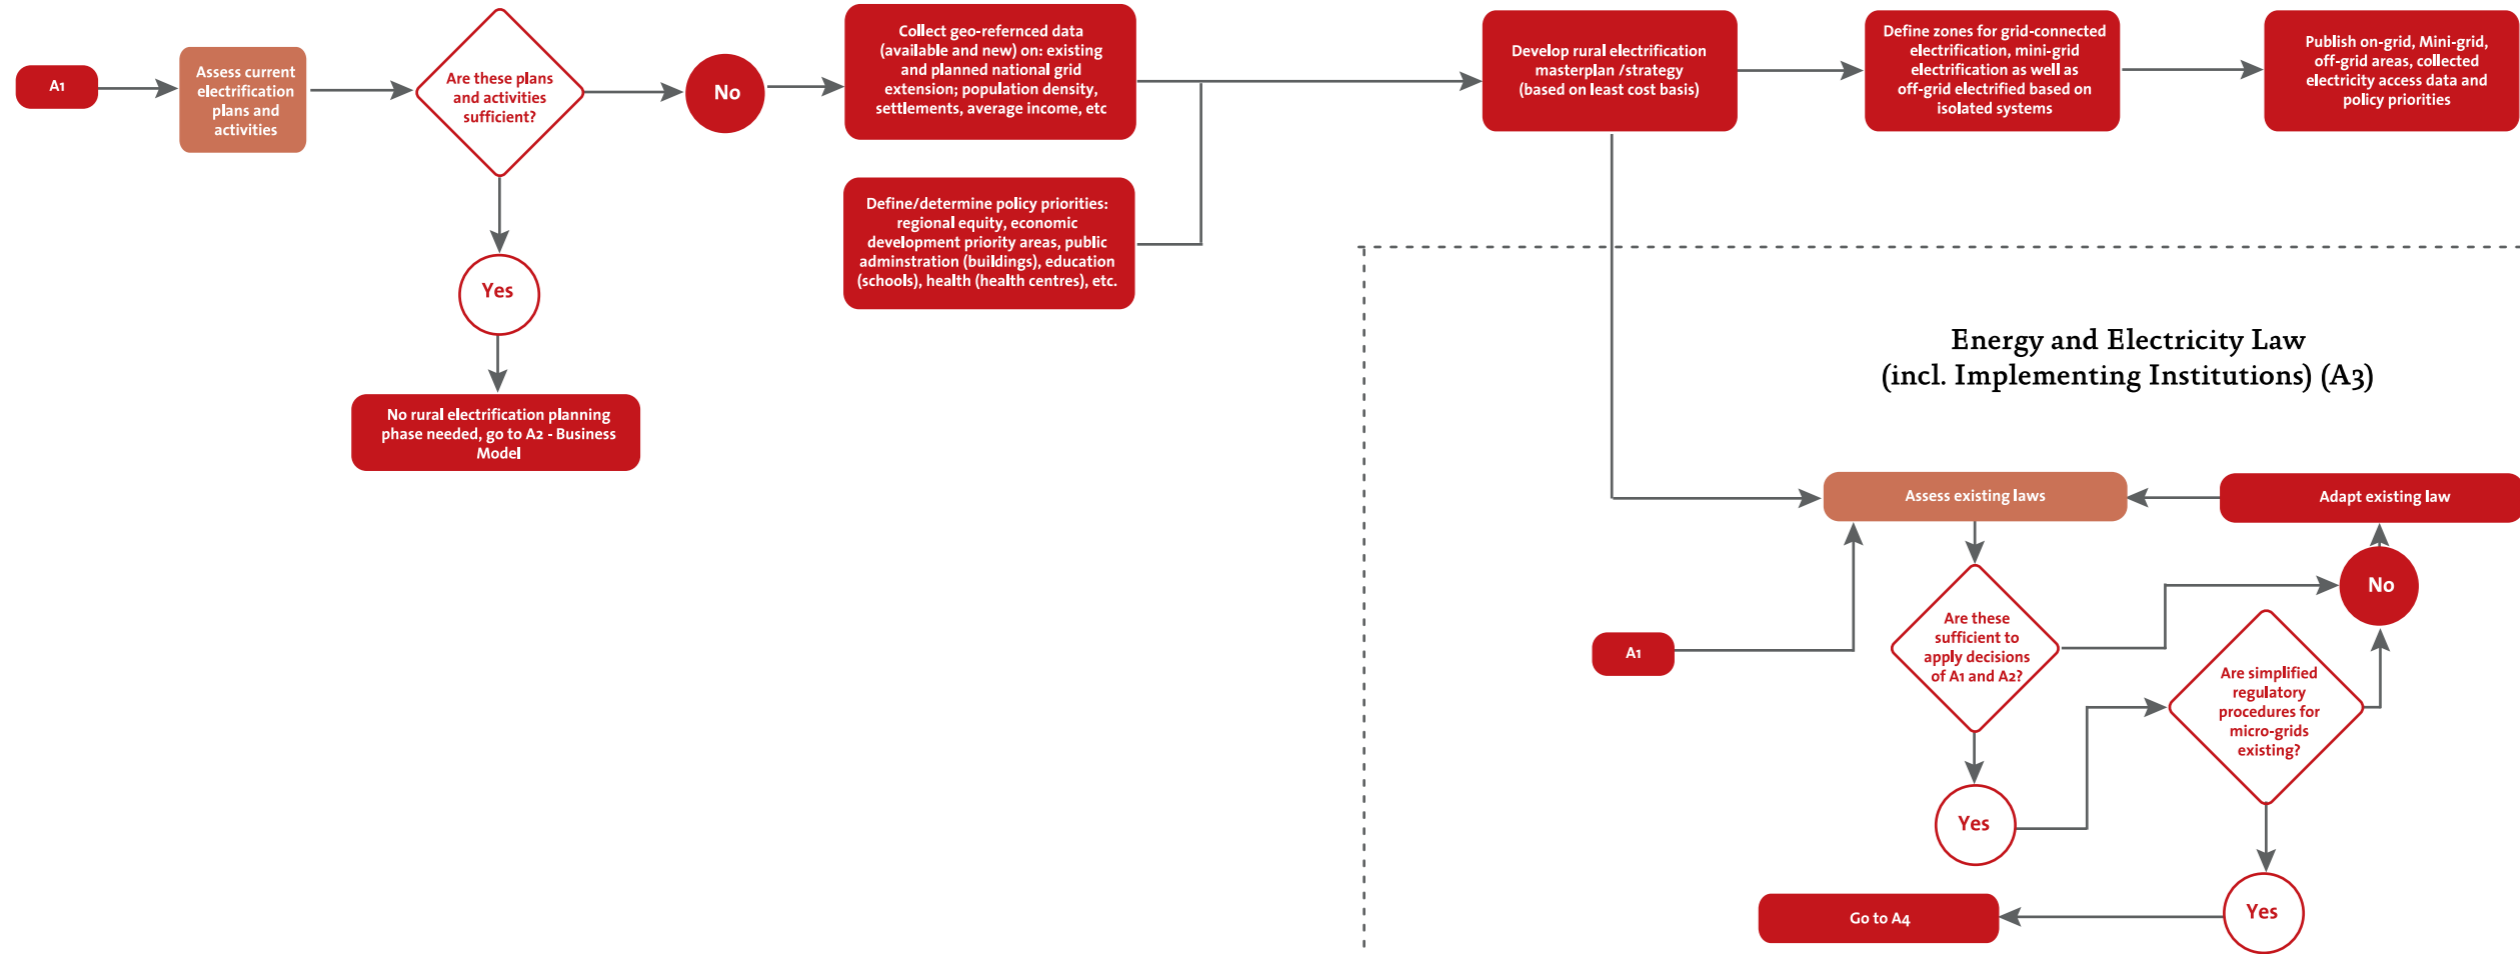 A1
Assess current
electrification
plans and
activities
Are these plans
and activities
sufficient?
No
Yes
No rural electrification planning
phase needed, go to A2 - Business
Model
Collect geo-refernced data
(available and new) on: existing
and planned national grid
extension; population density,
settlements, average income, etc
Define/determine policy priorities:
regional equity, economic
development priority areas, public
adminstration (buildings), education
(schools), health (health centres), etc.
Develop rural electrification
masterplan /strategy
(based on least cost basis)
Define zones for grid-connected
electrification, mini-grid
electrification as well as
off-grid electrified based on
isolated systems
Publish on-grid, Mini-grid,
off-grid areas, collected
electricity access data and
policy priorities
Energy and Electricity Law
(incl. Implementing Institutions) (A3)
Assess existing laws
Adapt existing law
No
A1
Are these
sufficient to
apply decisions
of A1 and A2?
Are simplified
regulatory
procedures for
micro-grids
existing?
Yes
Yes
Go to A4